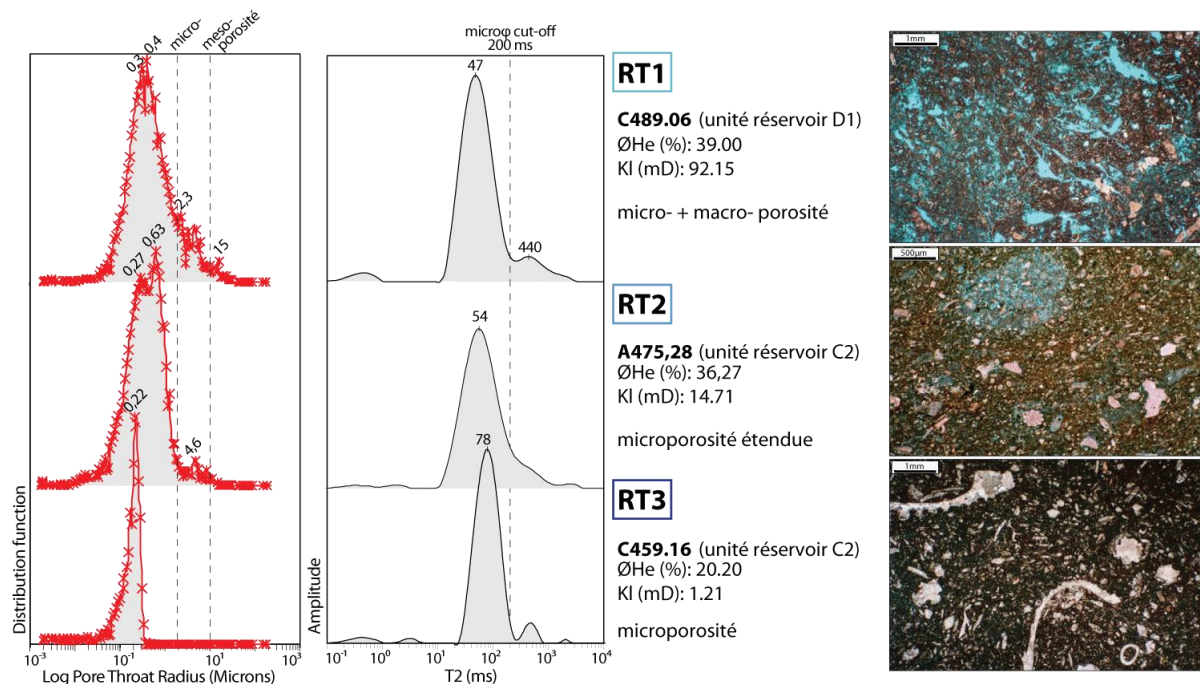 micro-
meso-
porosité
0.3
0.4
2,3
15
Distribution function
0,27
0,63
4,6
0,22
10-3
10-1
101
103
Log Pore Throat Radius (Microns)
microφ cut-off
200 ms
47
440
54
78
Amplitude
10-1
100
101
102
103
104
T2 (ms)
RT1
C489.06 (unité réservoir D1)
ØHe (%): 39.00
Kl (mD): 92.15
micro- + macro- porosité
RT2
A475,28 (unité réservoir C2)
ØHe (%): 36,27
Kl (mD): 14.71
microporosité étendue
RT3
C459.16 (unité réservoir C2)
ØHe (%): 20.20
Kl (mD): 1.21
microporosité
1mm
500µm
1mm